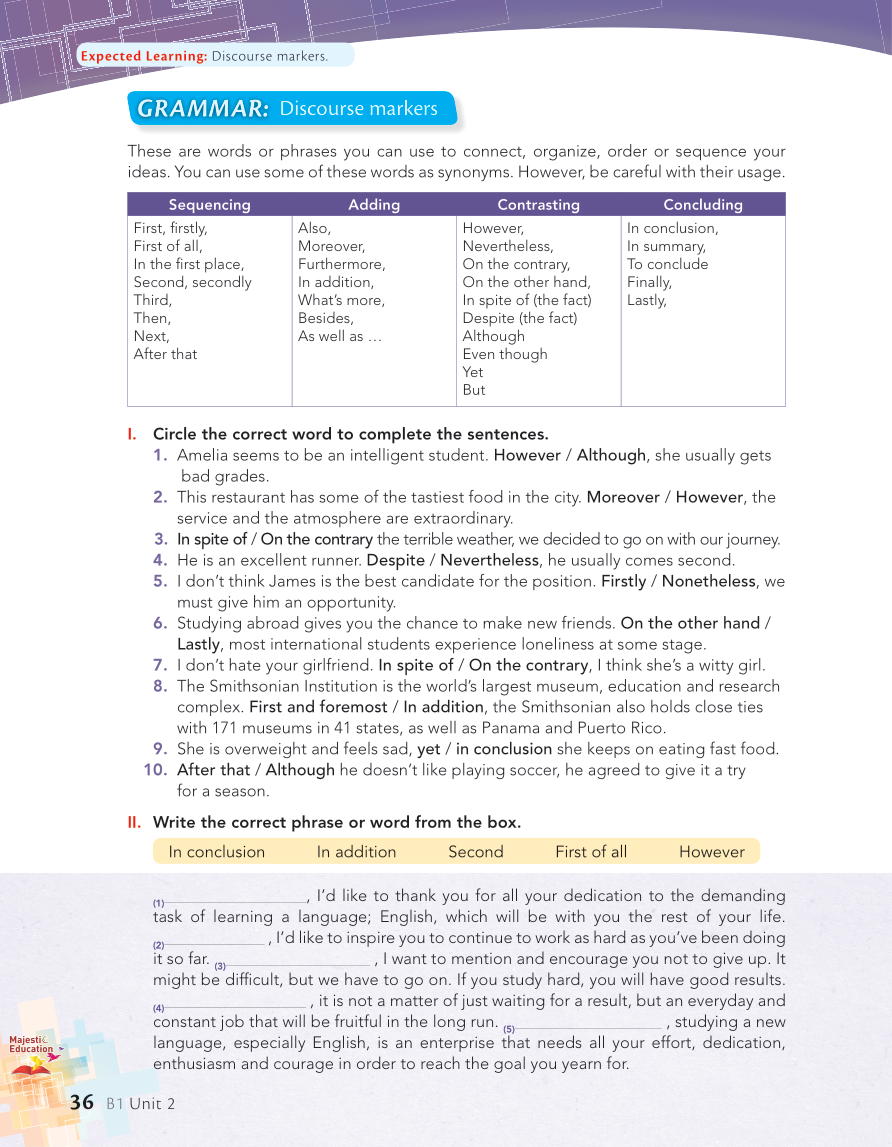 Expected Learning: Discourse markers.
GRAMMAR: Discourse markers
These are words or phrases you can use to connect, organize, order or sequence your
ideas. You can use some of these words as synonyms. However, be careful with their usage.
Sequencing Adding Contrasting Concluding
First, firstly, Also, However, In conclusion,
First of all, Moreover, Nevertheless, In summary,
In the first place, Furthermore, On the contrary, To conclude
Second, secondly In addition, On the other hand, Finally,
Third, What's more, In spite of (the fact) Lastly,
Then, Besides, Despite (the fact)
Next, As well as … Although
After that Even though
Yet
But
I. Circle the correct word to complete the sentences.
1. Amelia seems to be an intelligent student. However / Although, she usually gets
bad grades.
2. This restaurant has some of the tastiest food in the city. Moreover / However, the
service and the atmosphere are extraordinary.
3. In spite of / On the contrary the terrible weather, we decided to go on with our journey.
4. He is an excellent runner. Despite / Nevertheless, he usually comes second.
5. I don't think James is the best candidate for the position. Firstly / Nonetheless, we
must give him an opportunity.
6. Studying abroad gives you the chance to make new friends. On the other hand /
Lastly, most international students experience loneliness at some stage.
7. I don't hate your girlfriend. In spite of / On the contrary, I think she's a witty girl.
8. The Smithsonian Institution is the world's largest museum, education and research
complex. First and foremost / In addition, the Smithsonian also holds close ties
with 171 museums in 41 states, as well as Panama and Puerto Rico.
9. She is overweight and feels sad, yet / in conclusion she keeps on eating fast food.
10. After that / Although he doesn't like playing soccer, he agreed to give it a try
for a season.
II. Write the correct phrase or word from the box.
In conclusion In addition Second First of all However
(1)____________________, I'd like to thank you for all your dedication to the demanding
task of learning a language; English, which will be with you the rest of your life.
(2)______________ , I'd like to inspire you to continue to work as hard as you've been doing
it so far. (3)____________________ , I want to mention and encourage you not to give up. It
might be difficult, but we have to go on. If you study hard, you will have good results.
(4)____________________ , it is not a matter of just waiting for a result, but an everyday and
constant job that will be fruitful in the long run. (5)____________________ , studying a new
language, especially English, is an enterprise that needs all your effort, dedication,
enthusiasm and courage in order to reach the goal you yearn for.
Majestic
Education
36 B1 Unit 2